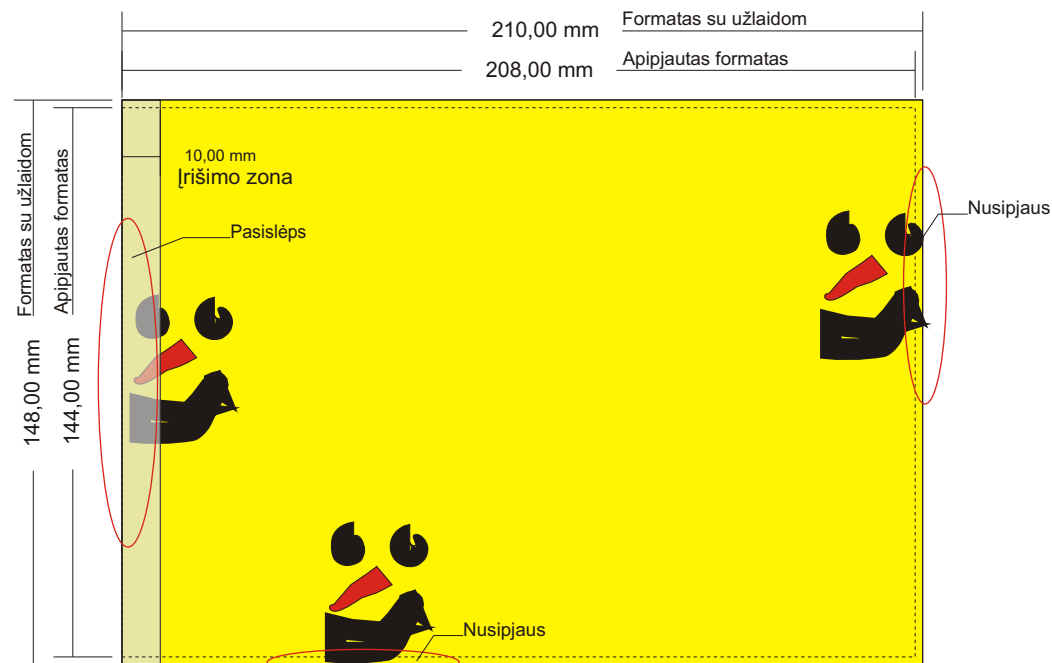 Formatas su užlaidom
210,00 mm
Apipjautas formatas
208,00 mm
Formatas su užlaidom
148,00 mm
Apipjautas formatas
144,00 mm
10,00 mm
Įrišimo zona
Pasislėps
Nusipjaus
Nusipjaus